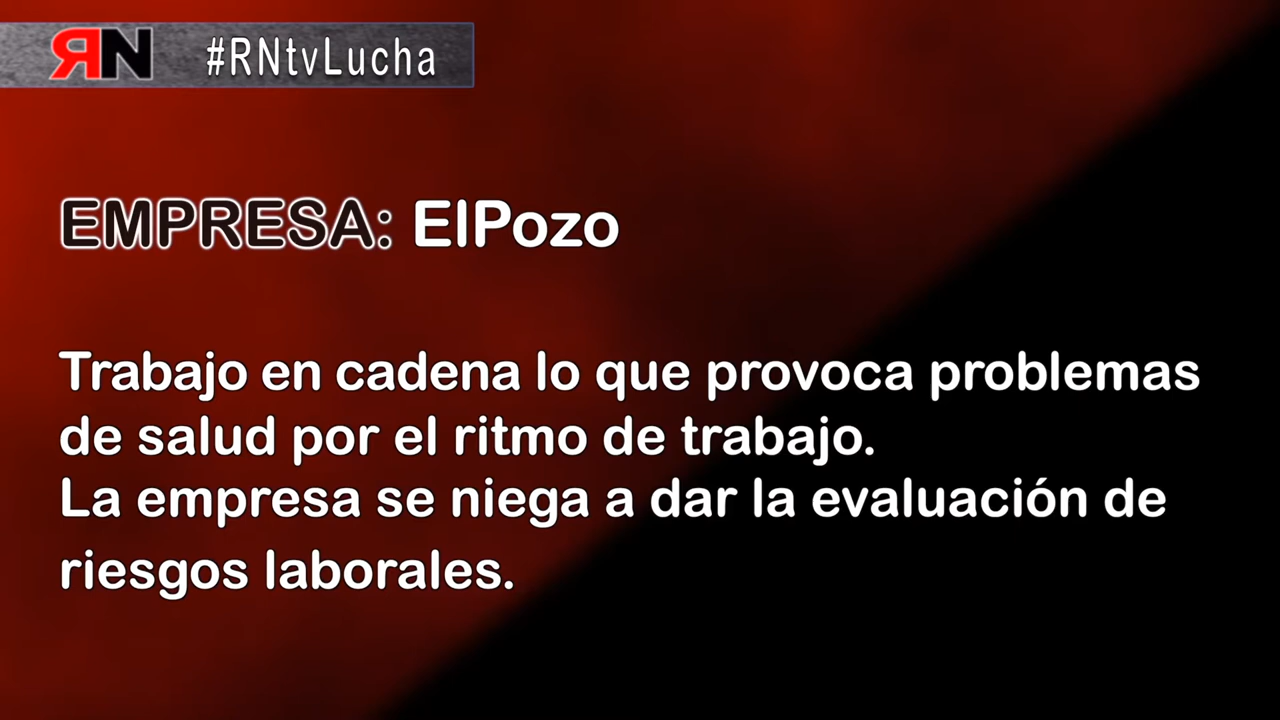 RN #RNtvLucha
EMPRESA: ElPozo
Trabajo en cadena lo que provoca problemas
de salud por el ritmo de trabajo.
La empresa se niega a dar la evaluación de
riesgos laborales.